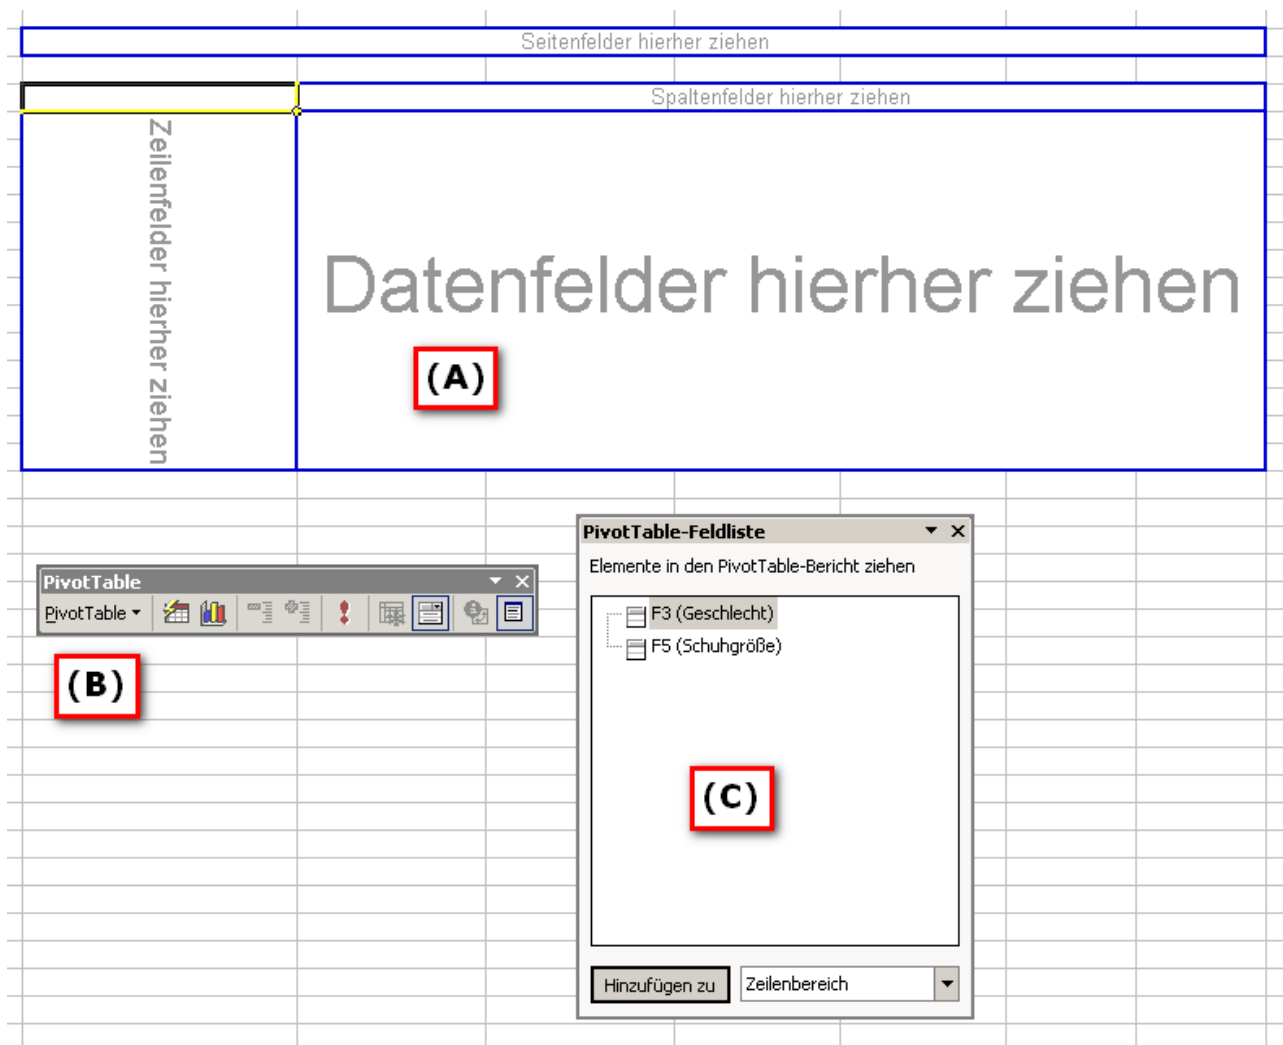 Seitenfelder hierher ziehen
Spaltenfelder hierher ziehen
Zeilenfelder hierher ziehen
Datenfelder hierher ziehen
(A)
PivotTable
PivotTable
(B)
PivotTable-Feldliste
Elemente in den PivotTable-Bericht ziehen
F3 (Geschlecht)
F5 (Schuhgröße)
(C)
Hinzufügen zu
Zeilenbereich